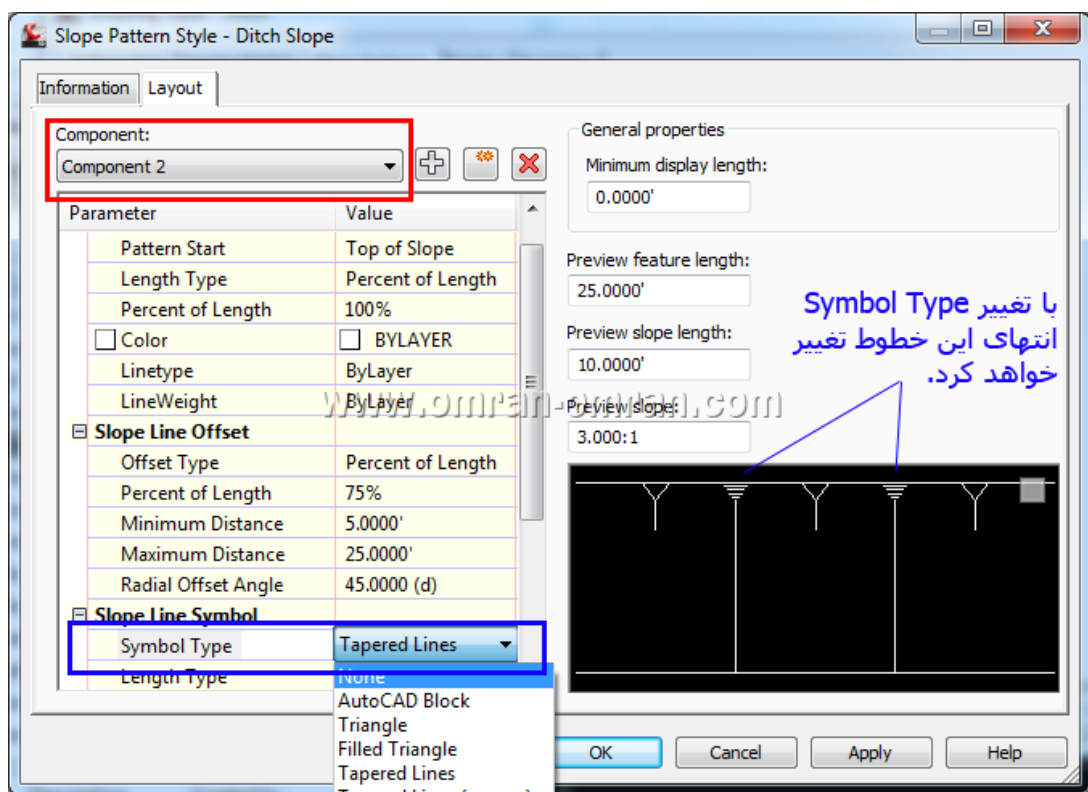 Slope Pattern Style - Ditch Slope
Information Layout
Component:
Component 2
Parameter Value
Pattern Start Top of Slope
Length Type Percent of Length
Percent of Length 100%
Color BYLAYER
Linetype ByLayer
LineWeight ByLayer
Slope Line Offset
Offset Type Percent of Length
Percent of Length 75%
Minimum Distance 5.0000'
Maximum Distance 25.0000'
Radial Offset Angle 45.0000 (d)
Slope Line Symbol
Symbol Type Tapered Lines
Length Type
None
AutoCAD Block
Triangle
Filled Triangle
Tapered Lines
General properties
Minimum display length:
0.0000'
Preview feature length:
25.0000'
Preview slope length:
10.0000'
Preview slope:
3.000:1
با تغییر Symbol Type
انتهای این خطوط تغییر
خواهد کرد.
www.omran-omran.com
OK Cancel Apply Help